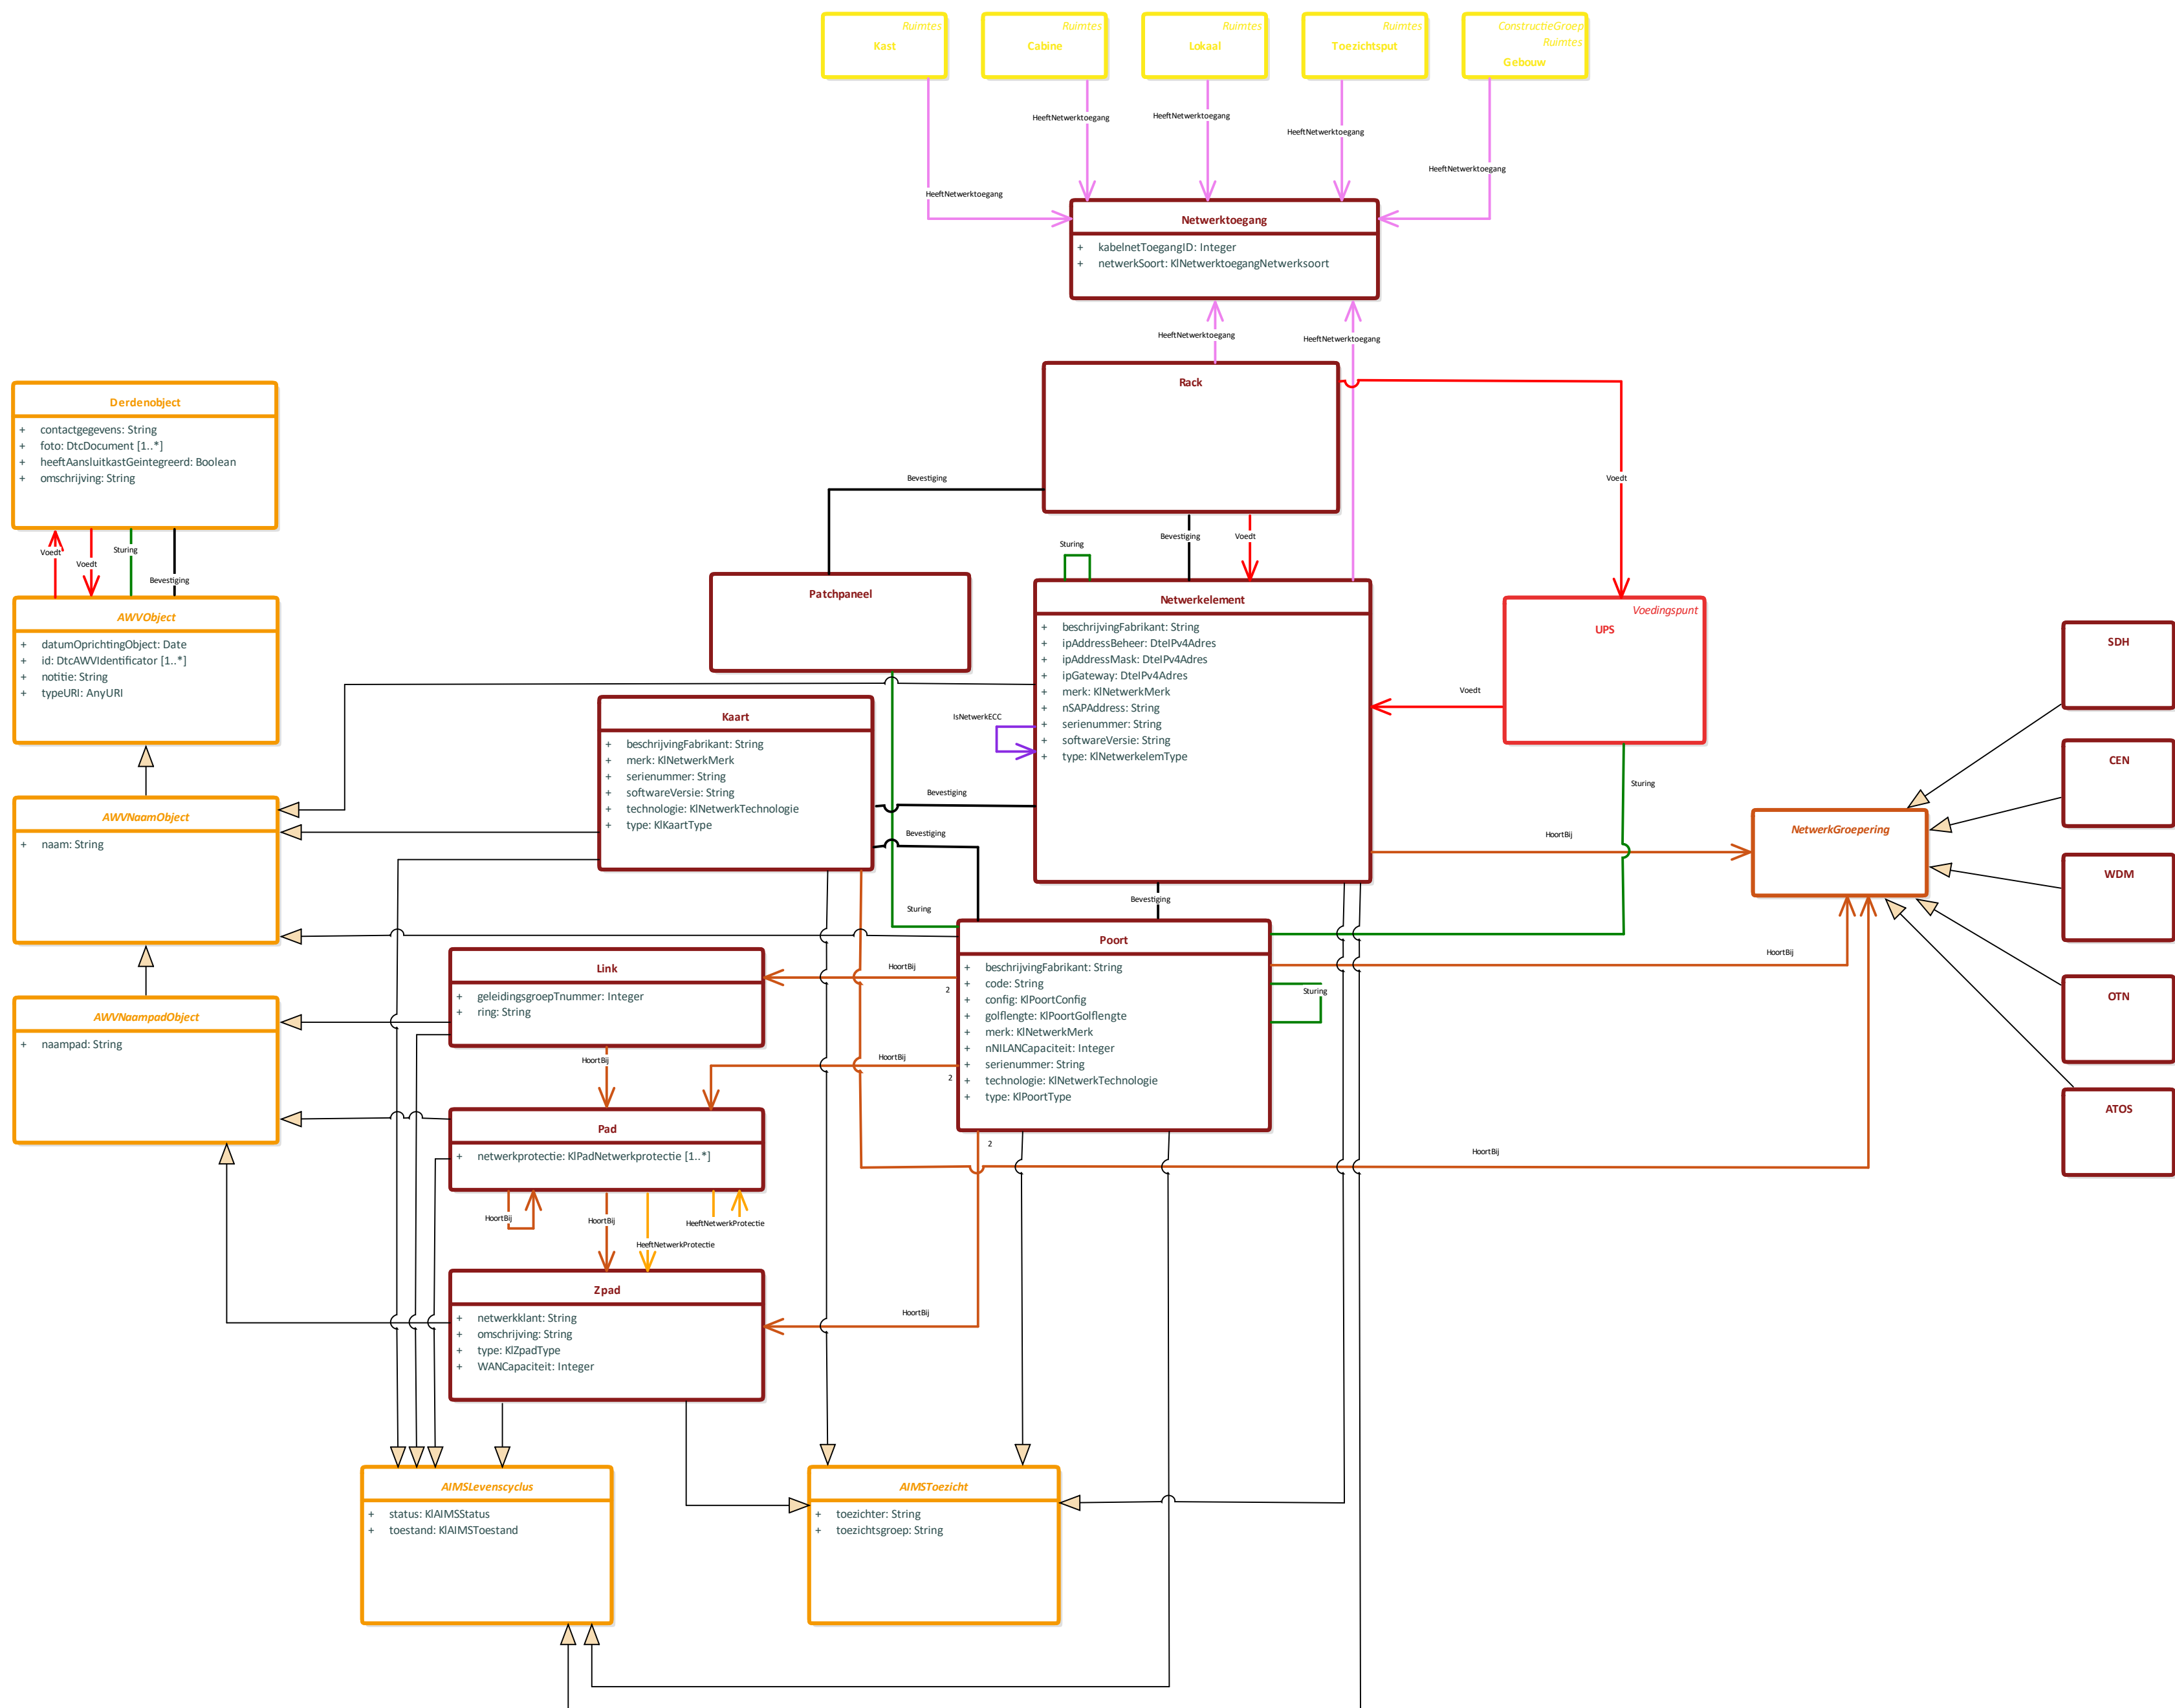 Ruimtes
Kast
Ruimtes
Cabine
Ruimtes
Lokaal
Ruimtes
Toezichtsput
ConstructieGroep
Ruimtes
Gebouw
HeeftNetwerktoegang
HeeftNetwerktoegang
HeeftNetwerktoegang
HeeftNetwerktoegang
HeeftNetwerktoegang
Netwerktoegang
+ kabelnetToegangID: Integer
+ netwerkSoort: KlNetwerktoegangNetwerksoort
HeeftNetwerktoegang
HeeftNetwerktoegang
Rack
Voedt
Bevestiging
Bevestiging
Voedt
Sturing
Derdenobject
+ contactgegevens: String
+ foto: DtcDocument [1..*]
+ heeftAansluitkastGeintegreerd: Boolean
+ omschrijving: String
Voedt
Voedt
Sturing
Bevestiging
AWVObject
+ datumOprichtingObject: Date
+ id: DtcAWVIdentificator [1..*]
+ notitie: String
+ typeURI: AnyURI
Patchpaneel
Netwerkelement
+ beschrijvingFabrikant: String
+ ipAddressBeheer: DteIPv4Adres
+ ipAddressMask: DteIPv4Adres
+ ipGateway: DteIPv4Adres
+ merk: KlNetwerkMerk
+ nSAPAddress: String
+ serienummer: String
+ softwareVersie: String
+ type: KlNetwerkelemType
IsNetwerkECC
Voedingspunt
UPS
Voedt
Sturing
SDH
CEN
WDM
OTN
ATOS
NetwerkGroepering
HoortBij
Kaart
+ beschrijvingFabrikant: String
+ merk: KlNetwerkMerk
+ serienummer: String
+ softwareVersie: String
+ technologie: KlNetwerkTechnologie
+ type: KlKaartType
Bevestiging
Bevestiging
Bevestiging
Sturing
AWVNaamObject
+ naam: String
AWVNaampadObject
+ naampad: String
Link
+ geleidingsgroepTnummer: Integer
+ ring: String
HoortBij
2
HoortBij
HoortBij
2
Poort
+ beschrijvingFabrikant: String
+ code: String
+ config: KlPoortConfig
+ golflengte: KlPoortGolflengte
+ merk: KlNetwerkMerk
+ nNILANCapaciteit: Integer
+ serienummer: String
+ technologie: KlNetwerkTechnologie
+ type: KlPoortType
HoortBij
Sturing
2
HoortBij
Pad
+ netwerkprotectie: KlPadNetwerkprotectie [1..*]
HoortBij
HoortBij
HeeftNetwerkProtectie
HeeftNetwerkProtectie
Zpad
+ netwerkklant: String
+ omschrijving: String
+ type: KlZpadType
+ WANCapaciteit: Integer
HoortBij
AIMSLevenscyclus
+ status: KlAIMSStatus
+ toestand: KlAIMSToestand
AIMSToezicht
+ toezichter: String
+ toezichtsgroep: String